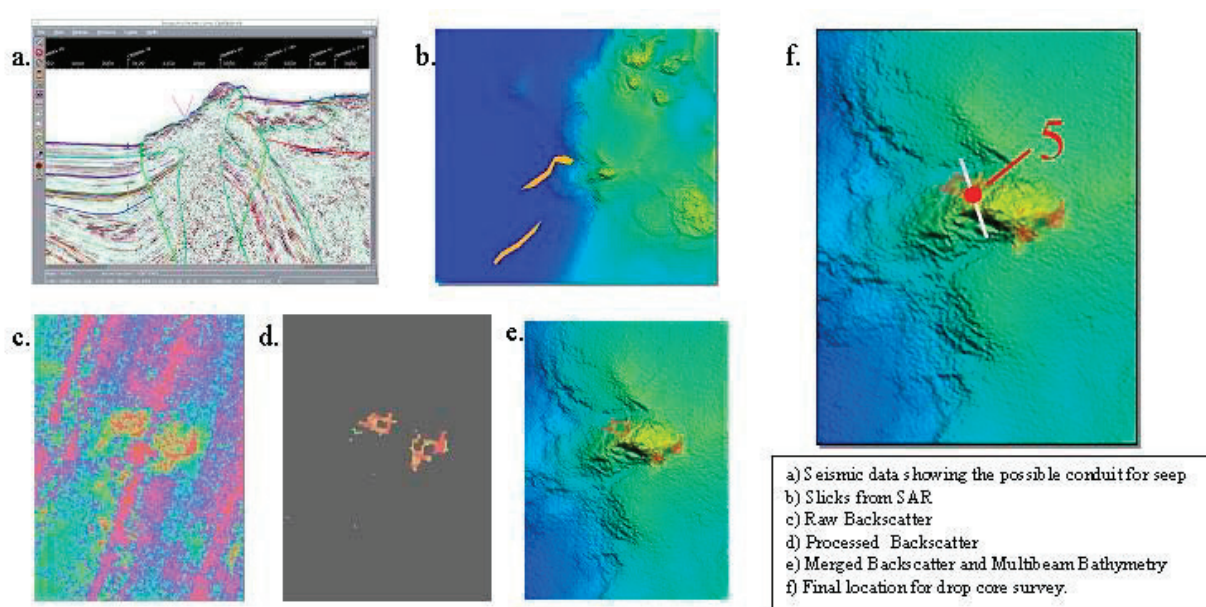 a.
b.
f.
5
c.
d.
e.
a) Seismic data showing the possible conduit for seep
b) Slicks from SAR
c) Raw Backscatter
d) Processed Backscatter
e) Merged Backscatter and Multibeam Bathymetry
f) Final location for drop core survey.